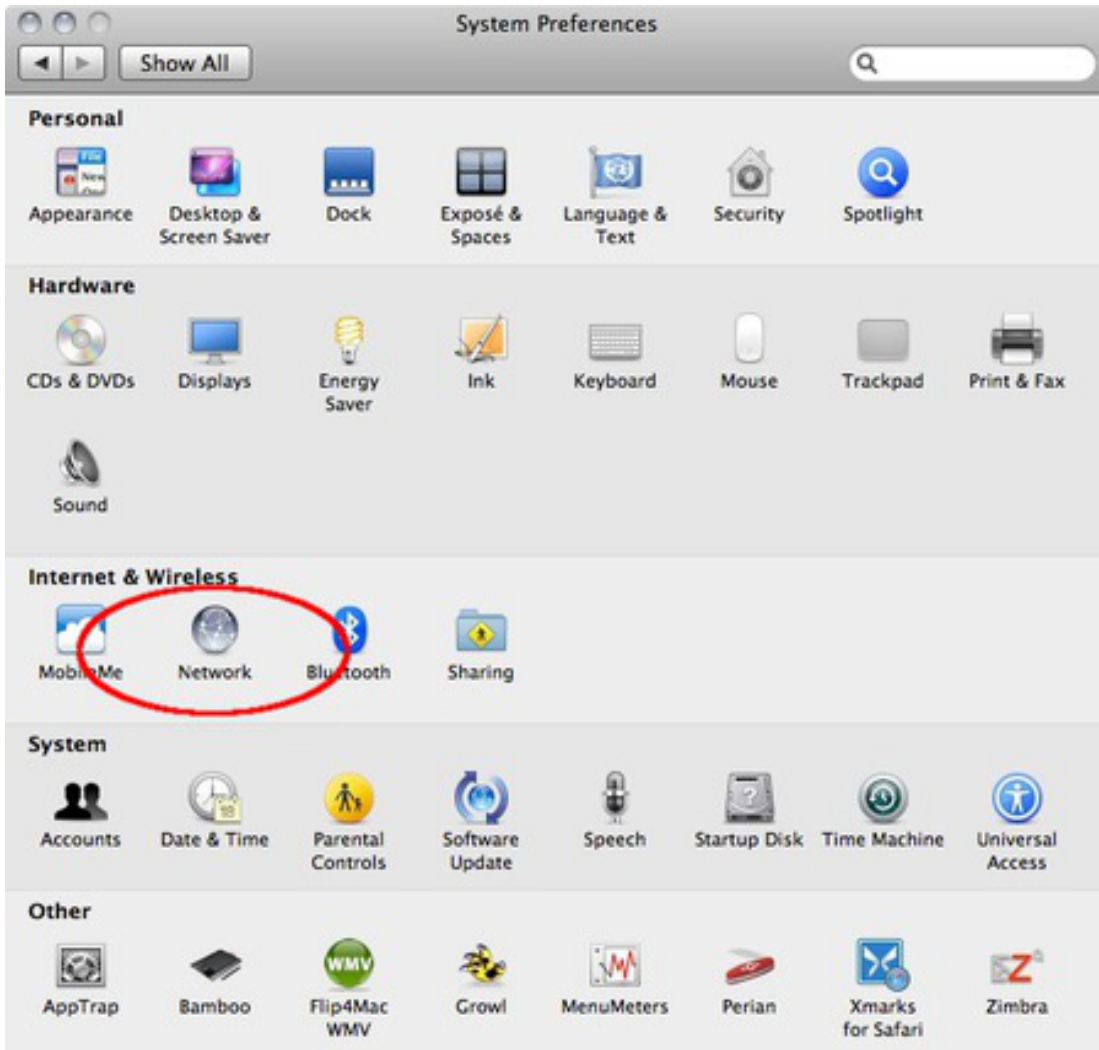 System Preferences
Show All
Personal
Appearance
Desktop &
Screen Saver
Dock
Exposé &
Spaces
Language &
Text
Security
Spotlight
Hardware
CDs & DVDs
Displays
Energy
Saver
Ink
Keyboard
Mouse
Trackpad
Print & Fax
Sound
Internet & Wireless
MobileMe
Network
Bluetooth
Sharing
System
Accounts
Date & Time
Parental
Controls
Software
Update
Speech
Startup Disk
Time Machine
Universal
Access
Other
AppTrap
Bamboo
WMV
Flip4Mac
WMV
Growl
MenuMeters
Perian
Xmarks
for Safari
Zimbra